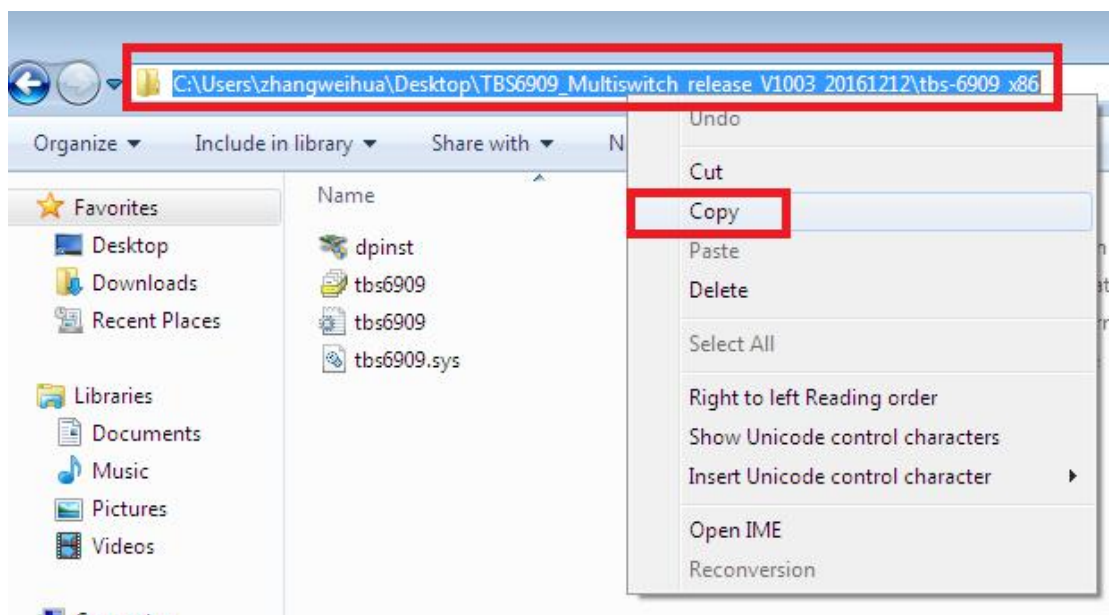 C:\Users\zhangweihua\Desktop\TBS6909_Multiswitch_release_V1003_20161212\tbs-6909_x86
Organize Include in library Share with N
Undo
Cut
Copy
Paste
Delete
Select All
Right to left Reading order
Show Unicode control characters
Insert Unicode control character
Open IME
Reconversion
Favorites
Desktop
Downloads
Recent Places
Libraries
Documents
Music
Pictures
Videos
Name
dpinst
tbs6909
tbs6909
tbs6909.sys